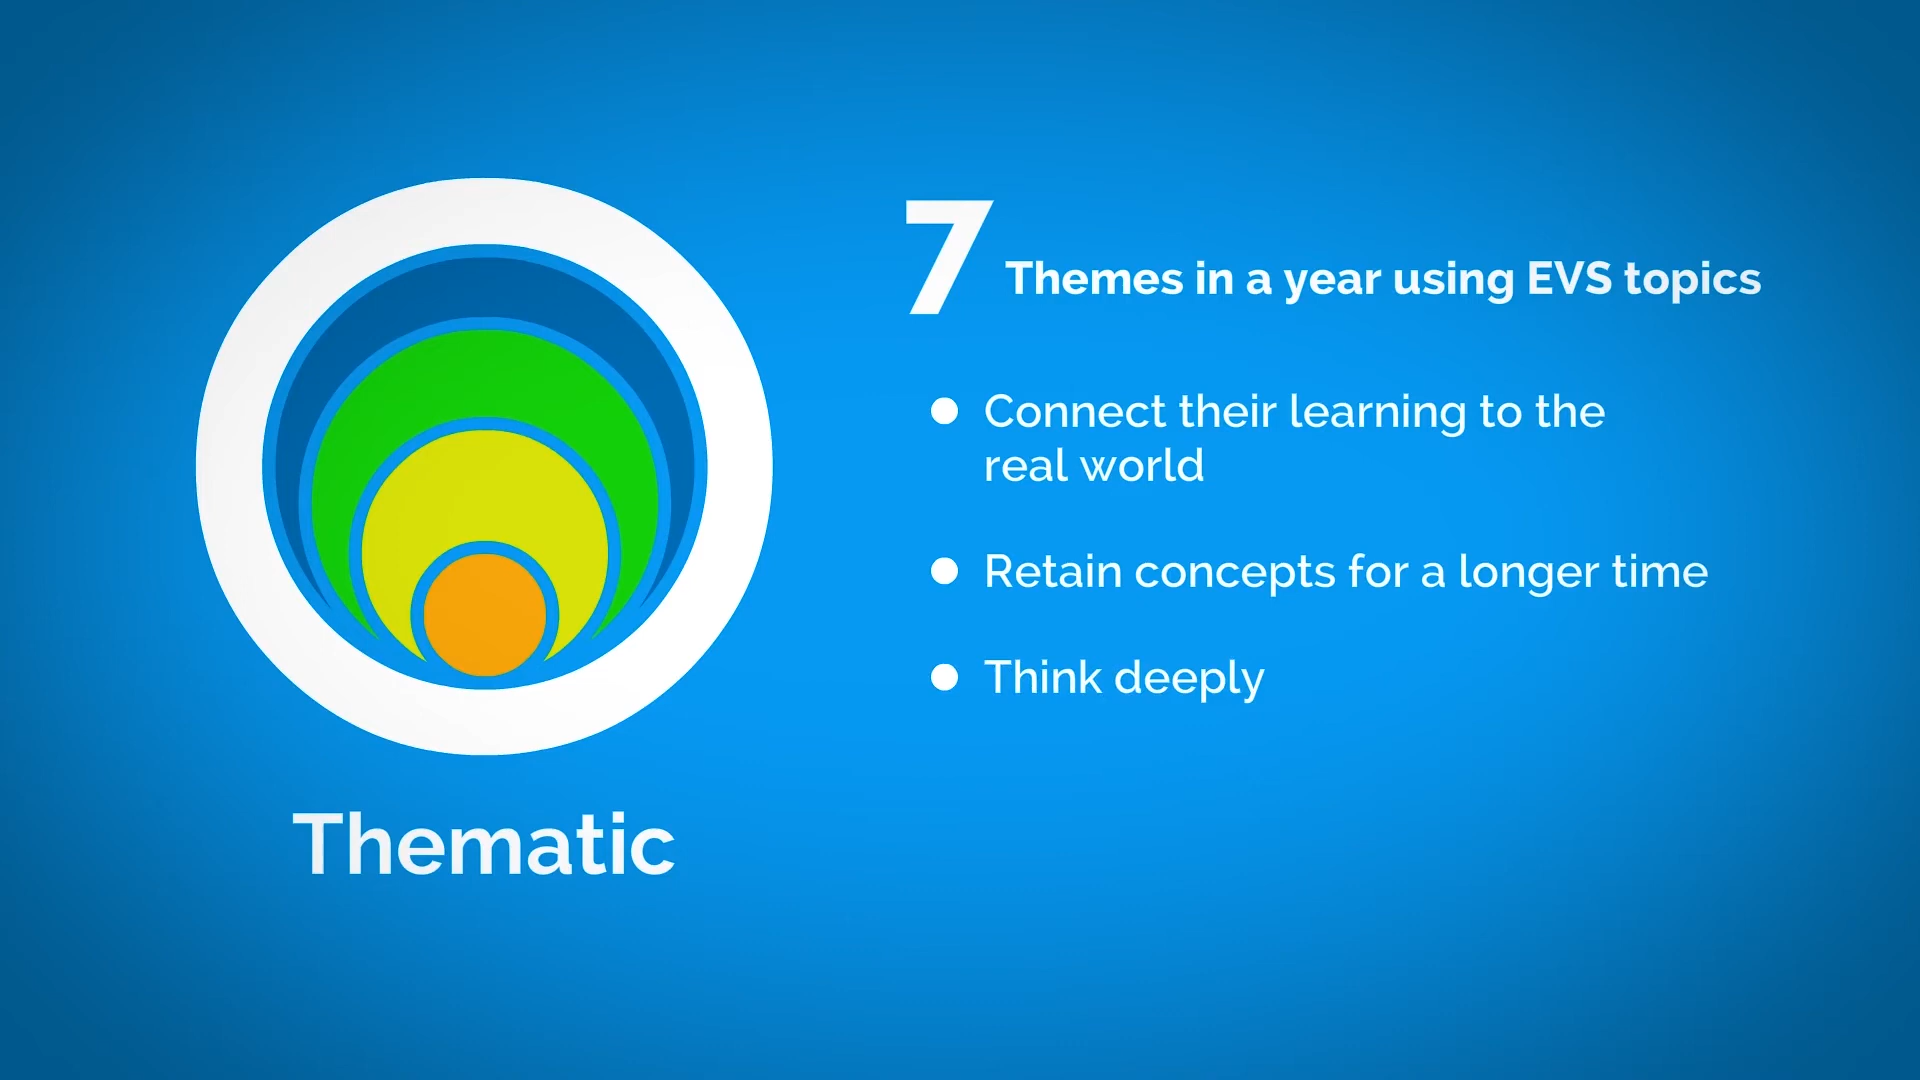 7 Themes in a year using EVS topics
Connect their learning to the
real world
Retain concepts for a longer time
Think deeply
Thematic